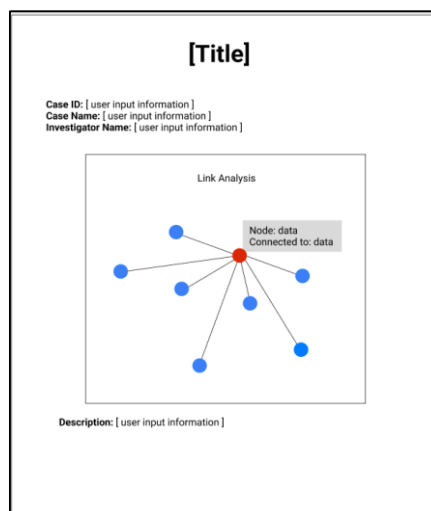 [Title]
Case ID: [ user input information ]
Case Name: [ user input information ]
Investigator Name: [ user input information ]
Link Analysis
Node: data
Connected to: data
Description: [ user input information ]